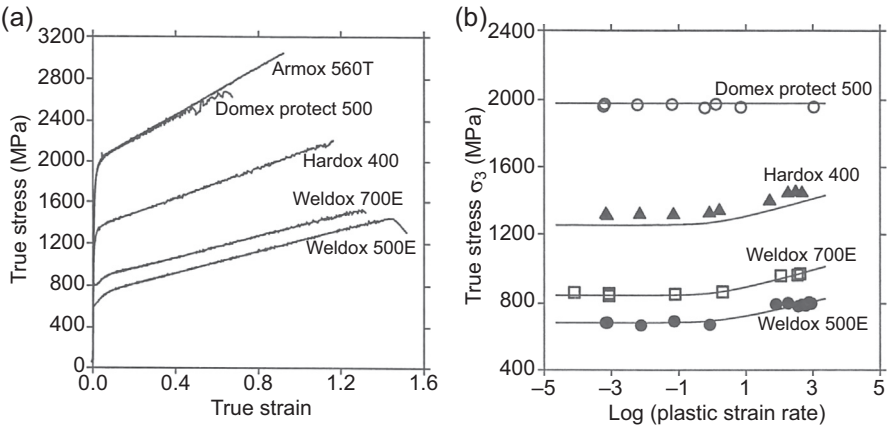 (a)
3200
2800
2400
2000
1600
1200
800
400
0
0.0
0.4
0.8
1.2
1.6
True stress (MPa)
True strain
Armox 560T
Domex protect 500
Hardox 400
Weldox 700E
Weldox 500E
(b)
2400
2000
1600
1200
800
400
−5
−3
−1
1
3
5
True stress σ3 (MPa)
Log (plastic strain rate)
Domex protect 500
Hardox 400
Weldox 700E
Weldox 500E